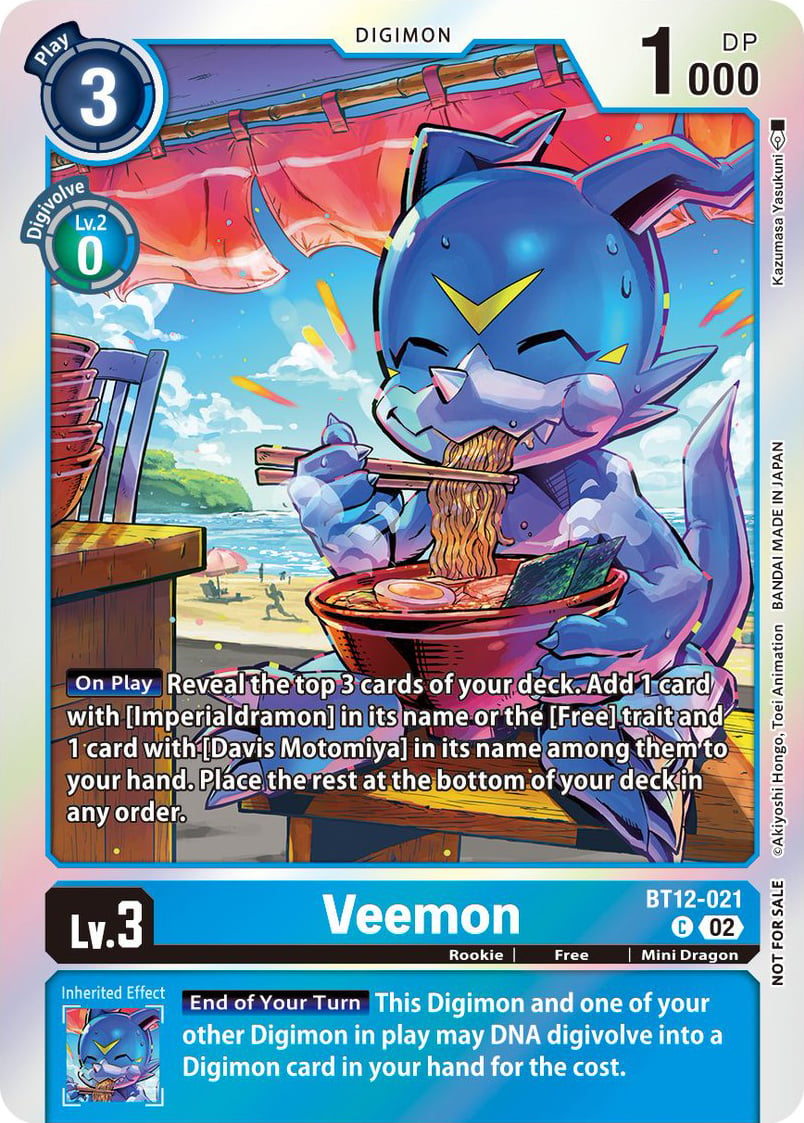 Play
3
DIGIMON
1000
DP
Digivolve
Lv.2
0
Kazumasa Yasukuni
BANDAI MADE IN JAPAN
©Akiyoshi Hongo, Toei Animation
NOT FOR SALE
On Play Reveal the top 3 cards of your deck. Add 1 card
with [Imperialdramon] in its name or the [Free] trait and
1 card with [Davis Motomiya] in its name among them to
your hand. Place the rest at the bottom of your deck in
any order.
Lv.3
Veemon
BT12-021
C 02
Rookie | Free | Mini Dragon
Inherited Effect
End of Your Turn This Digimon and one of your
other Digimon in play may DNA digivolve into a
Digimon card in your hand for the cost.